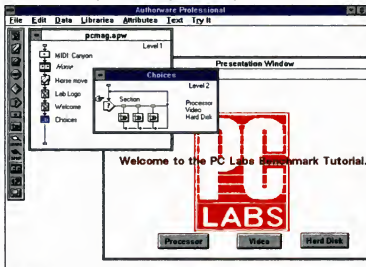 Authorware Professional
File Edit Data Libraries Attributes Text Try It
pcmag.apw
Level 1
MIDI Canyon
Horse move
Lab Logo
Welcome
Choices
Choices
Level 2
Section
Processor
Video
Hard Disk
Presentation Window
Welcome to the PC Labs Benchmark Tutorial.
PC
LABS
Processor
Video
Hard Disk